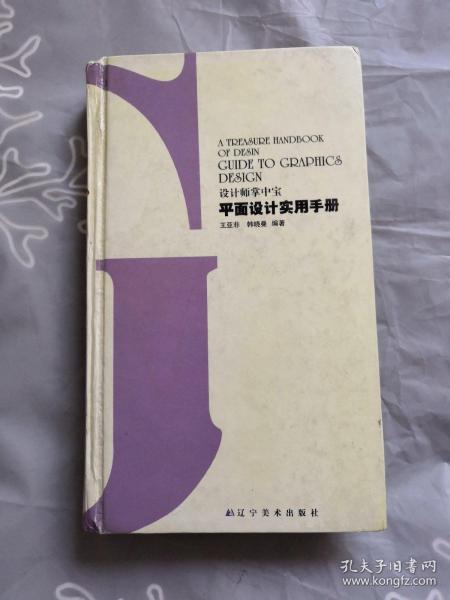 A TREASURE HANDBOOK
OF DESIN
GUIDE TO GRAPHICS
DESIGN
设计师掌中宝
平面设计实用手册
王亚非 韩晓曼 编著
辽宁美术出版社
孔夫子旧书网
www.kongfz.com